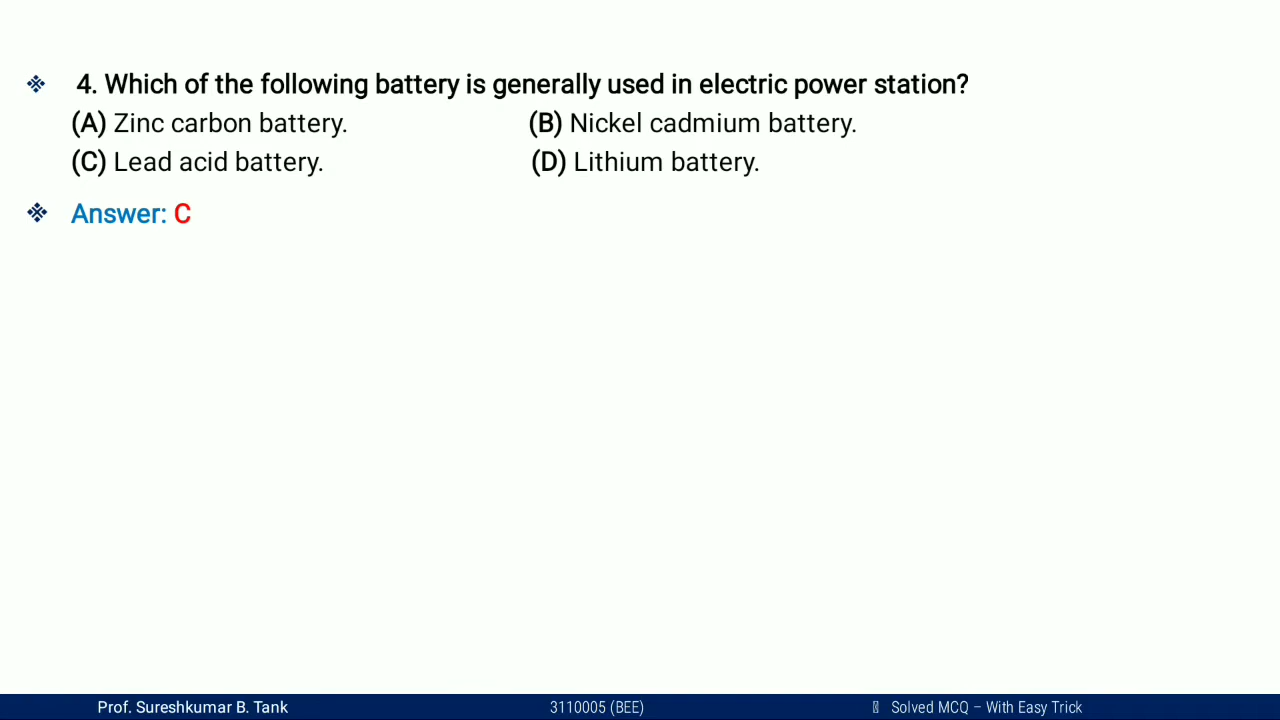 ❖ 4. Which of the following battery is generally used in electric power station?
(A) Zinc carbon battery. (B) Nickel cadmium battery.
(C) Lead acid battery. (D) Lithium battery.
❖ Answer: C
Prof. Sureshkumar B. Tank 3110005 (BEE) Solved MCQ – With Easy Trick